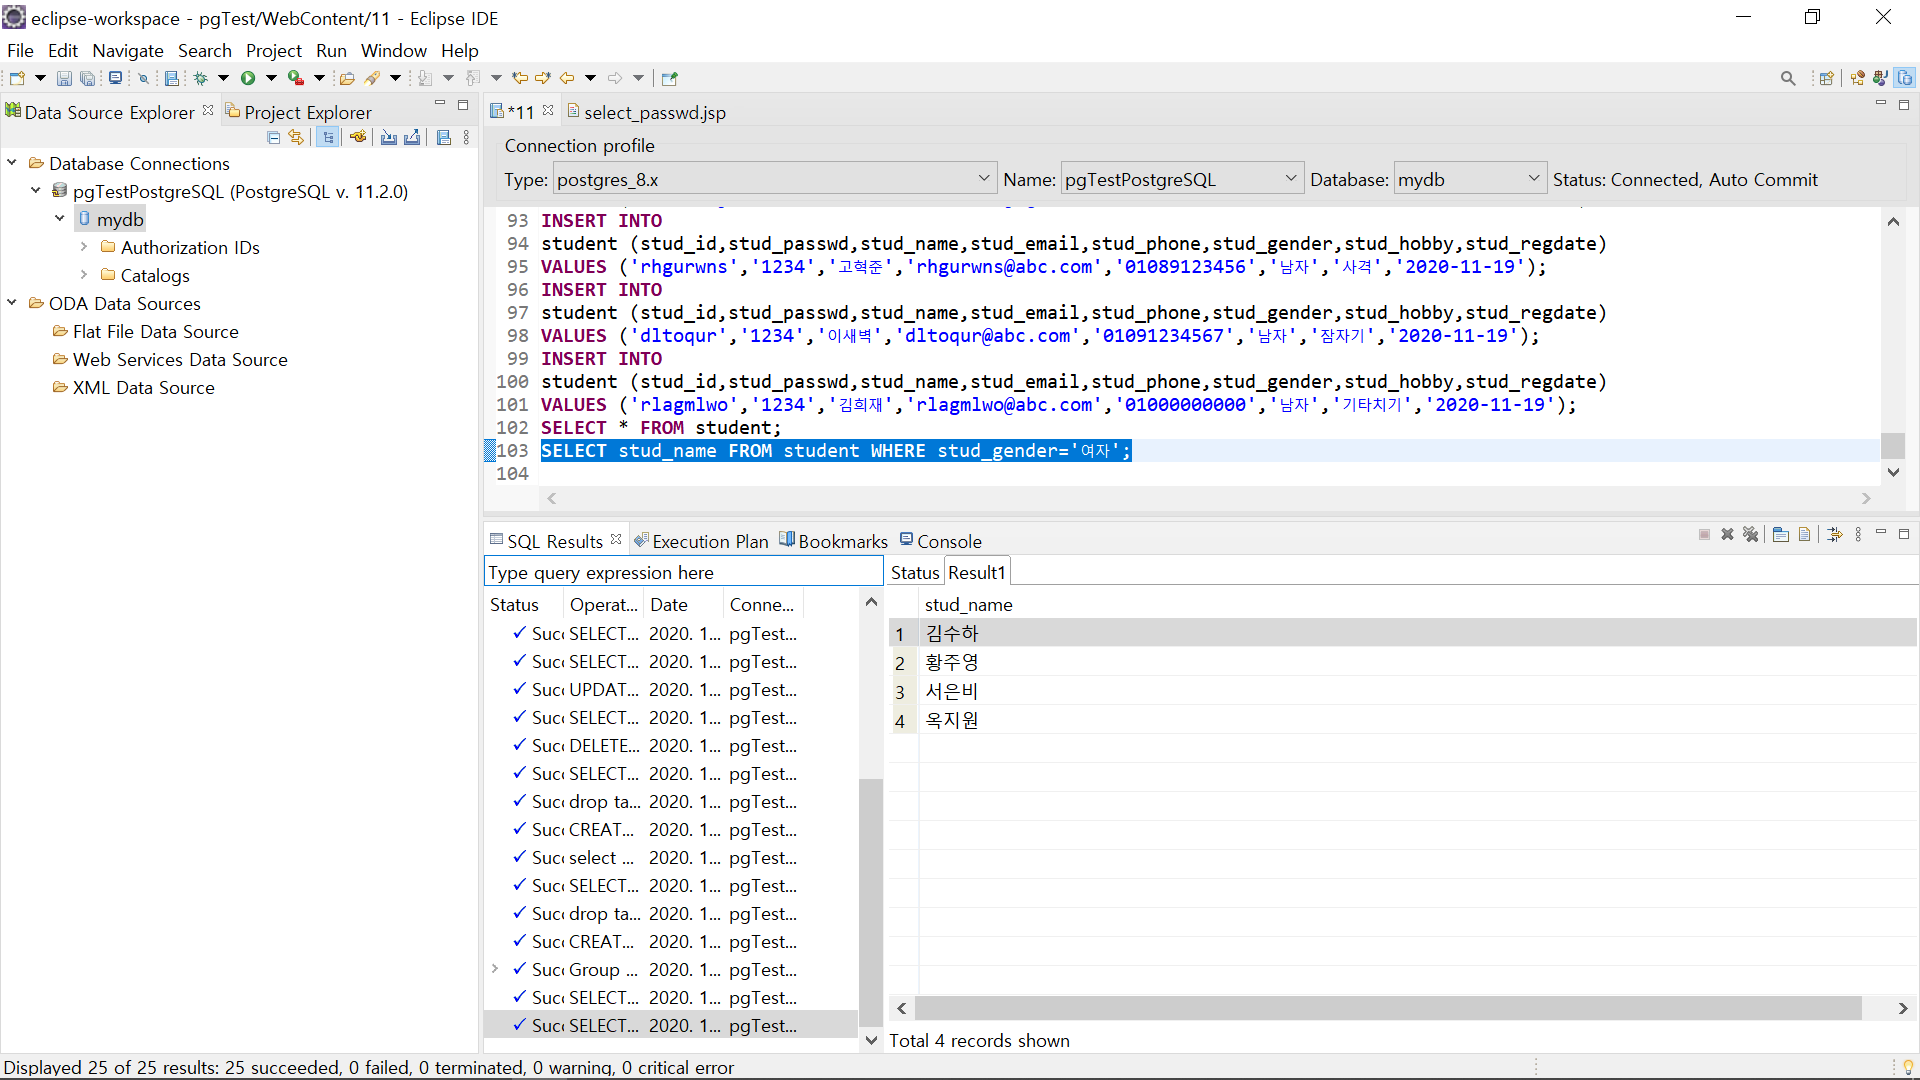 eclipse-workspace - pgTest/WebContent/11 - Eclipse IDE
File Edit Navigate Search Project Run Window Help
Data Source Explorer Project Explorer
Database Connections
pgTestPostgreSQL (PostgreSQL v. 11.2.0)
mydb
Authorization IDs
Catalogs
ODA Data Sources
Flat File Data Source
Web Services Data Source
XML Data Source
*11 select_passwd.jsp
Connection profile
Type: postgres_8.x Name: pgTestPostgreSQL Database: mydb Status: Connected, Auto Commit
93 INSERT INTO
94 student (stud_id,stud_passwd,stud_name,stud_email,stud_phone,stud_gender,stud_hobby,stud_regdate)
95 VALUES ('rhgurwns','1234','고혁준','rhgurwns@abc.com','01089123456','남자','사격','2020-11-19');
96 INSERT INTO
97 student (stud_id,stud_passwd,stud_name,stud_email,stud_phone,stud_gender,stud_hobby,stud_regdate)
98 VALUES ('dltoqur','1234','이새벽','dltoqur@abc.com','01091234567','남자','잠자기','2020-11-19');
99 INSERT INTO
100 student (stud_id,stud_passwd,stud_name,stud_email,stud_phone,stud_gender,stud_hobby,stud_regdate)
101 VALUES ('rlagmlwo','1234','김희재','rlagmlwo@abc.com','01000000000','남자','기타치기','2020-11-19');
102 SELECT * FROM student;
103 SELECT stud_name FROM student WHERE stud_gender='여자';
104
SQL Results Execution Plan Bookmarks Console
Type query expression here
Status Operat... Date Conne...
Succ SELECT... 2020. 1... pgTest...
Succ SELECT... 2020. 1... pgTest...
Succ UPDAT... 2020. 1... pgTest...
Succ SELECT... 2020. 1... pgTest...
Succ DELETE... 2020. 1... pgTest...
Succ SELECT... 2020. 1... pgTest...
Succ drop ta... 2020. 1... pgTest...
Succ CREAT... 2020. 1... pgTest...
Succ select ... 2020. 1... pgTest...
Succ SELECT... 2020. 1... pgTest...
Succ drop ta... 2020. 1... pgTest...
Succ CREAT... 2020. 1... pgTest...
Succ Group ... 2020. 1... pgTest...
Succ SELECT... 2020. 1... pgTest...
Succ SELECT... 2020. 1... pgTest...
Status Result1
stud_name
1 김수하
2 황주영
3 서은비
4 옥지원
Total 4 records shown
Displayed 25 of 25 results: 25 succeeded, 0 failed, 0 terminated, 0 warning, 0 critical error